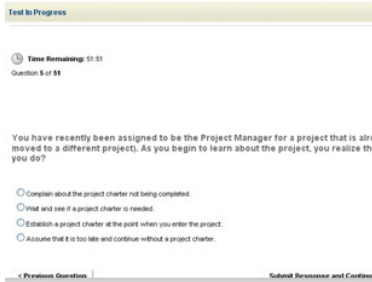 Test In Progress
Time Remaining: 51:51
Question 5 of 51
You have recently been assigned to be the Project Manager for a project that is alr
moved to a different project). As you begin to learn about the project, you realize th
you do?
Complain about the project charter not being completed.
Wait and see if a project charter is needed.
Establish a project charter at the point when you enter the project.
Assume that it is too late and continue without a project charter.
< Previous Question Submit Response and Continu